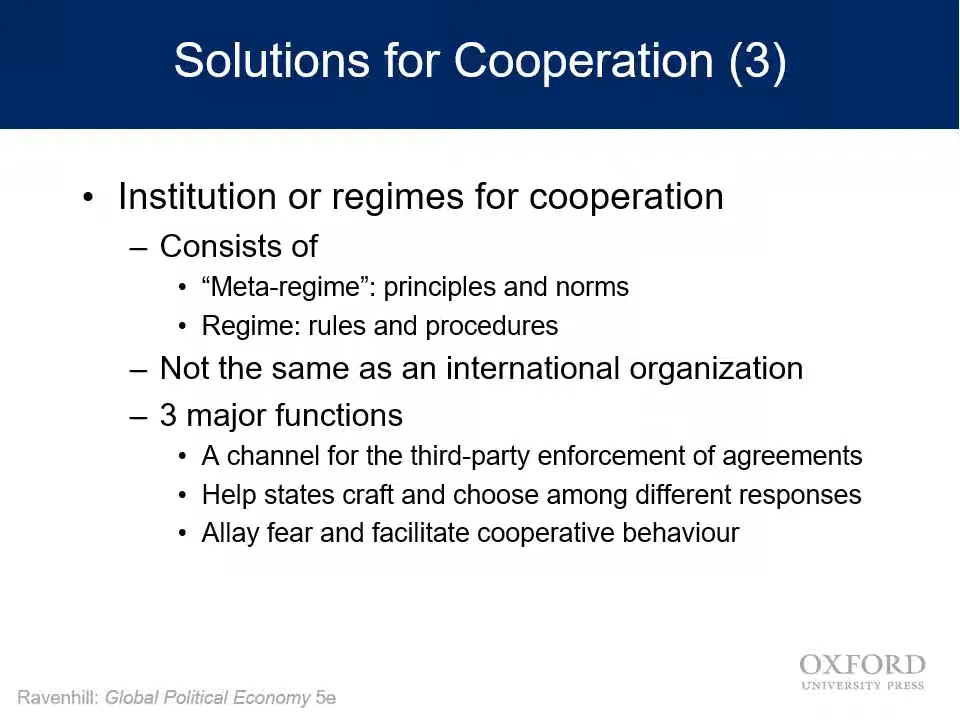 Solutions for Cooperation (3)
• Institution or regimes for cooperation
– Consists of
• “Meta-regime”: principles and norms
• Regime: rules and procedures
– Not the same as an international organization
– 3 major functions
• A channel for the third-party enforcement of agreements
• Help states craft and choose among different responses
• Allay fear and facilitate cooperative behaviour
OXFORD
UNIVERSITY PRESS
Ravenhill: Global Political Economy 5e